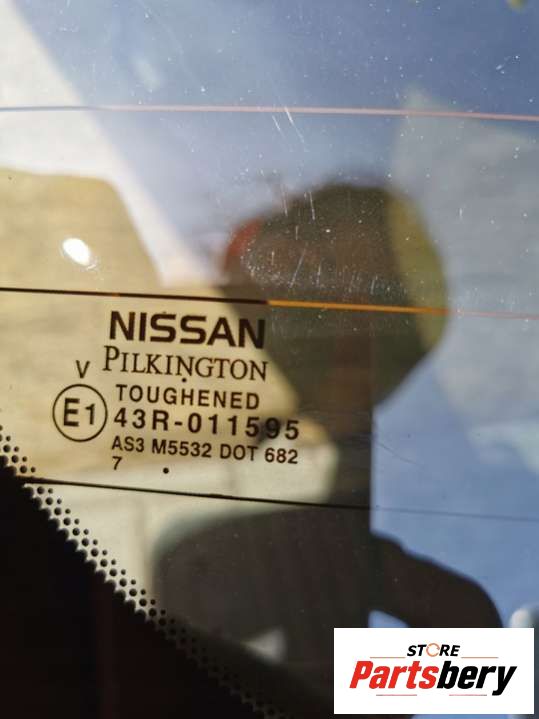 NISSAN
PILKINGTON
V
TOUGHENED
E1
43R-011595
AS3 M5532 DOT 682
7
STORE
Partsbery